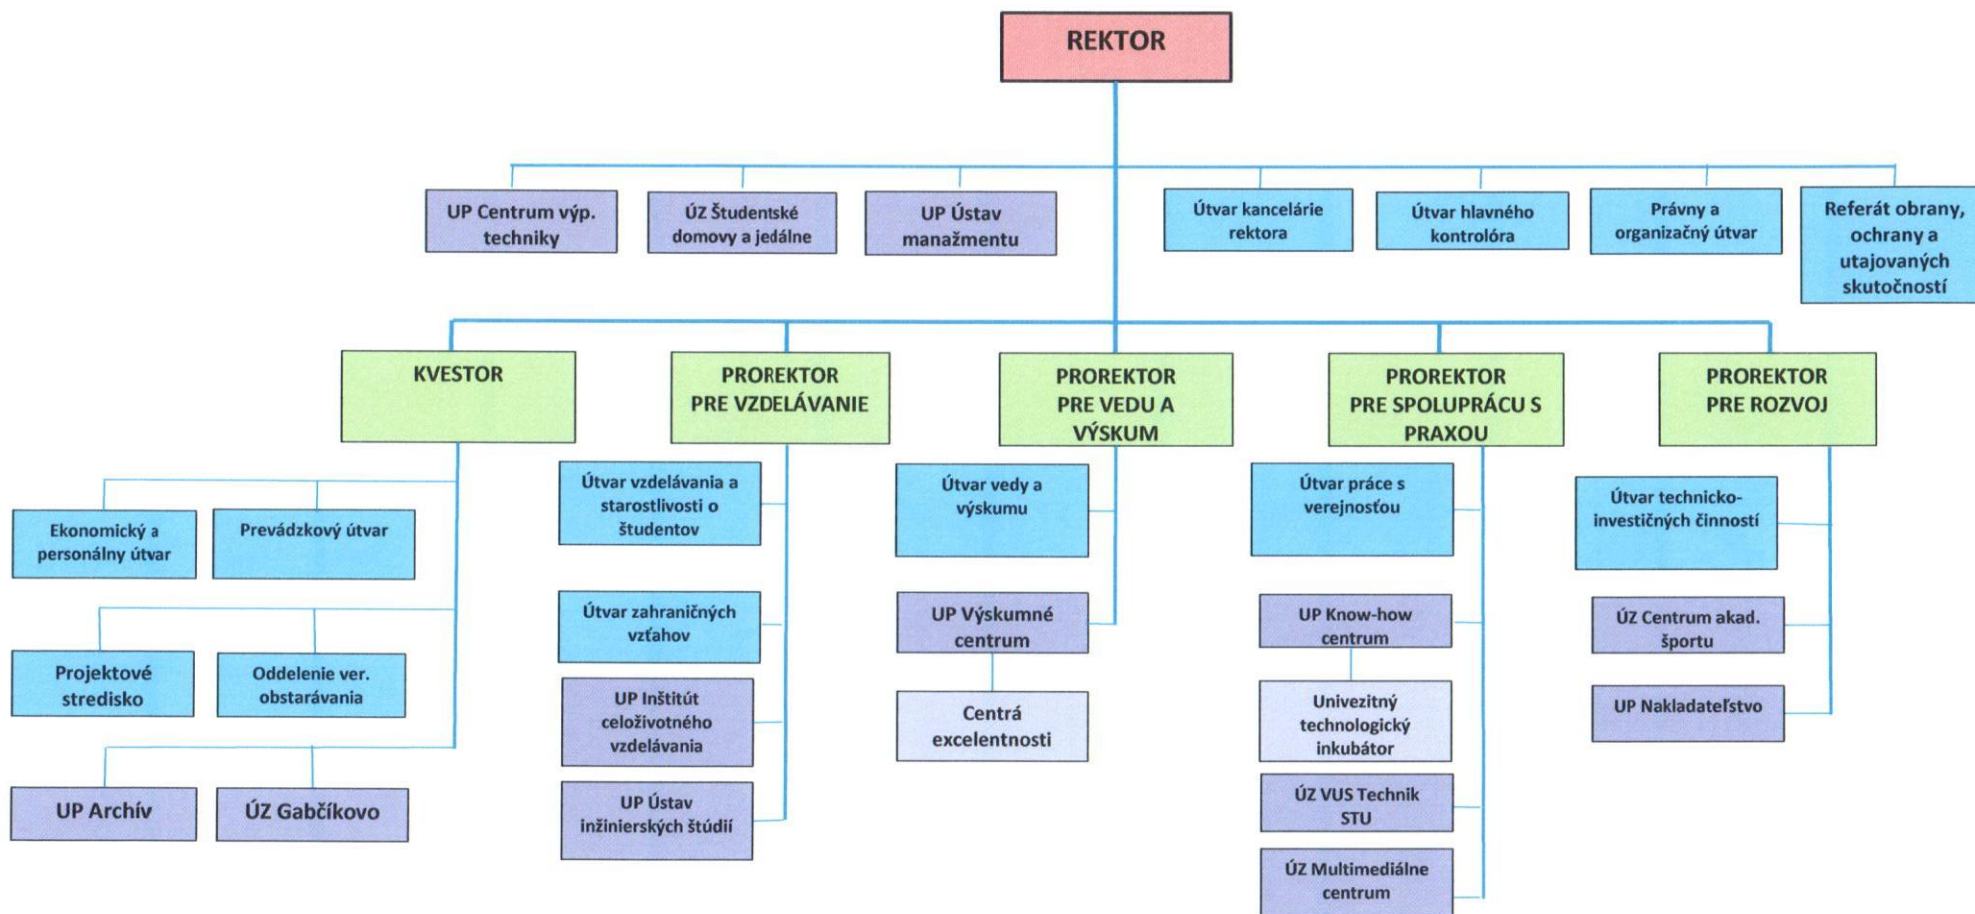 REKTOR
UP Centrum výp.
techniky
ÚZ Študentské
domovy a jedálne
UP Ústav
manažmentu
Útvar kancelárie
rektora
Útvar hlavného
kontrolóra
Právny a
organizačný útvar
Referát obrany,
ochrany a
utajovaných
skutočností
KVESTOR
PROREKTOR
PRE VZDELÁVANIE
PROREKTOR
PRE VEDU A
VÝSKUM
PROREKTOR
PRE SPOLUPRÁCU S
PRAXOU
PROREKTOR
PRE ROZVOJ
Ekonomický a
personálny útvar
Prevádzkový útvar
Projektové
stredisko
Oddelenie ver.
obstarávania
UP Archív
ÚZ Gabčíkovo
Útvar vzdelávania a
starostlivosti o
študentov
Útvar zahraničných
vzťahov
UP Inštitút
celoživotného
vzdelávania
UP Ústav
inžinierských štúdií
Útvar vedy a
výskumu
UP Výskumné
centrum
Centrá
excelentnosti
Útvar práce s
verejnosťou
UP Know-how
centrum
Univezitný
technologický
inkubátor
ÚZ VUS Technik
STU
ÚZ Multimediálne
centrum
Útvar technicko-
investičných činností
ÚZ Centrum akad.
športu
UP Nakladateľstvo